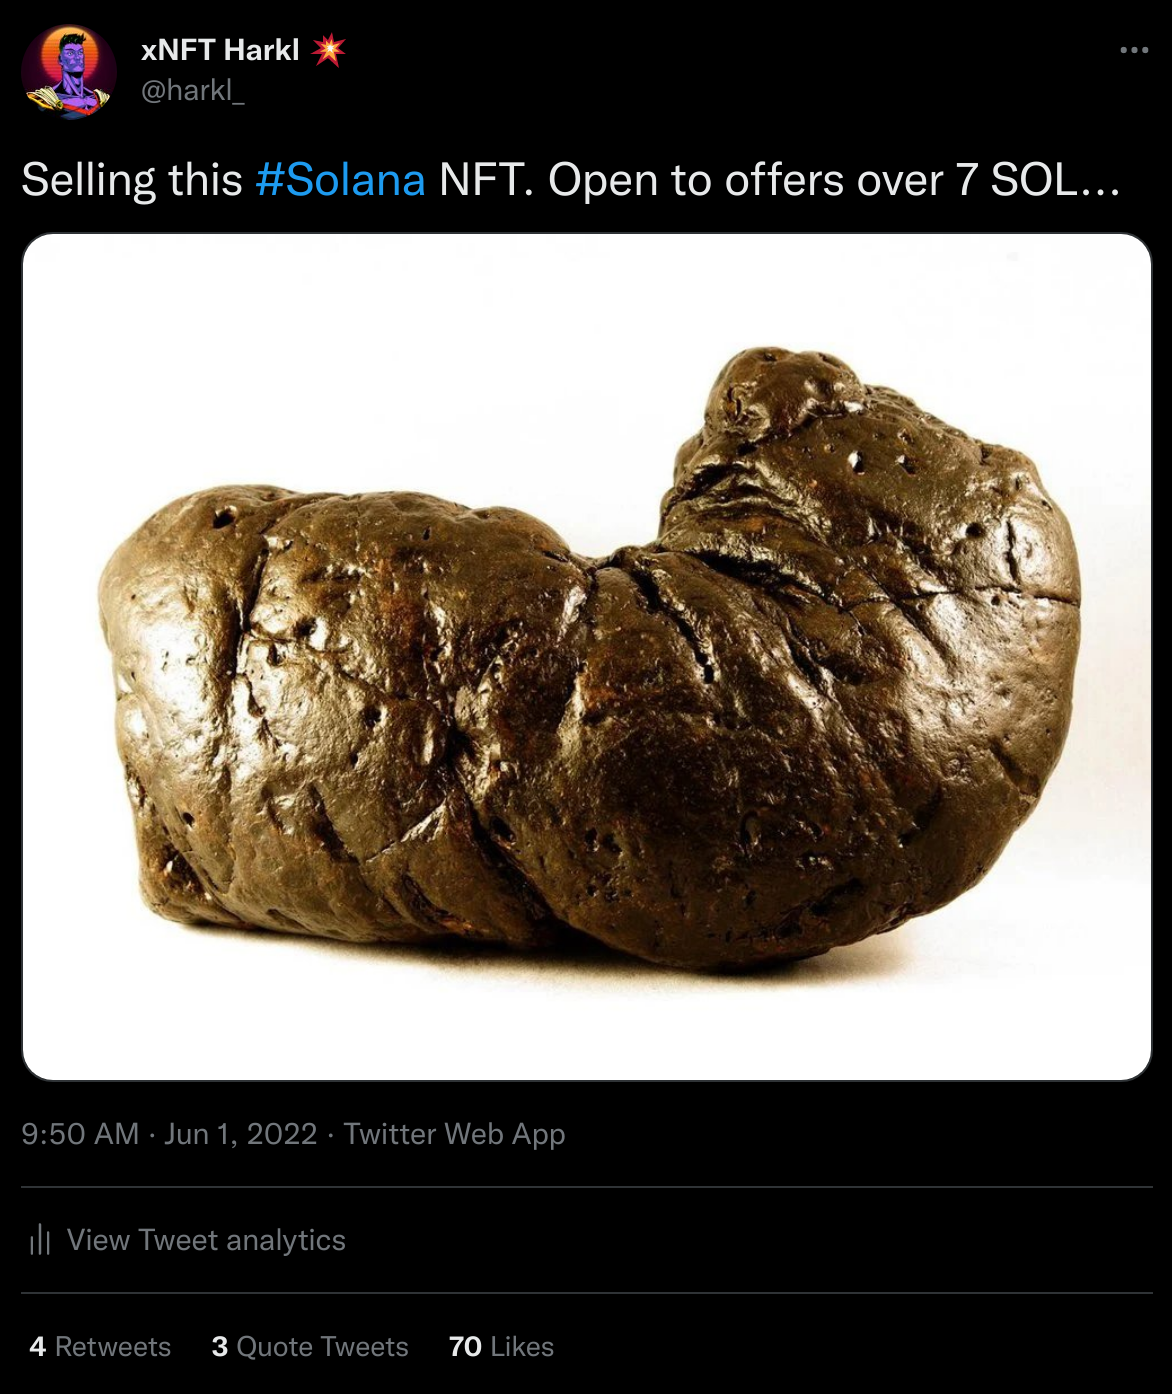 xNFT Harkl 💥
@harkl_
Selling this #Solana NFT. Open to offers over 7 SOL...
9:50 AM · Jun 1, 2022 · Twitter Web App
View Tweet analytics
4 Retweets 3 Quote Tweets 70 Likes